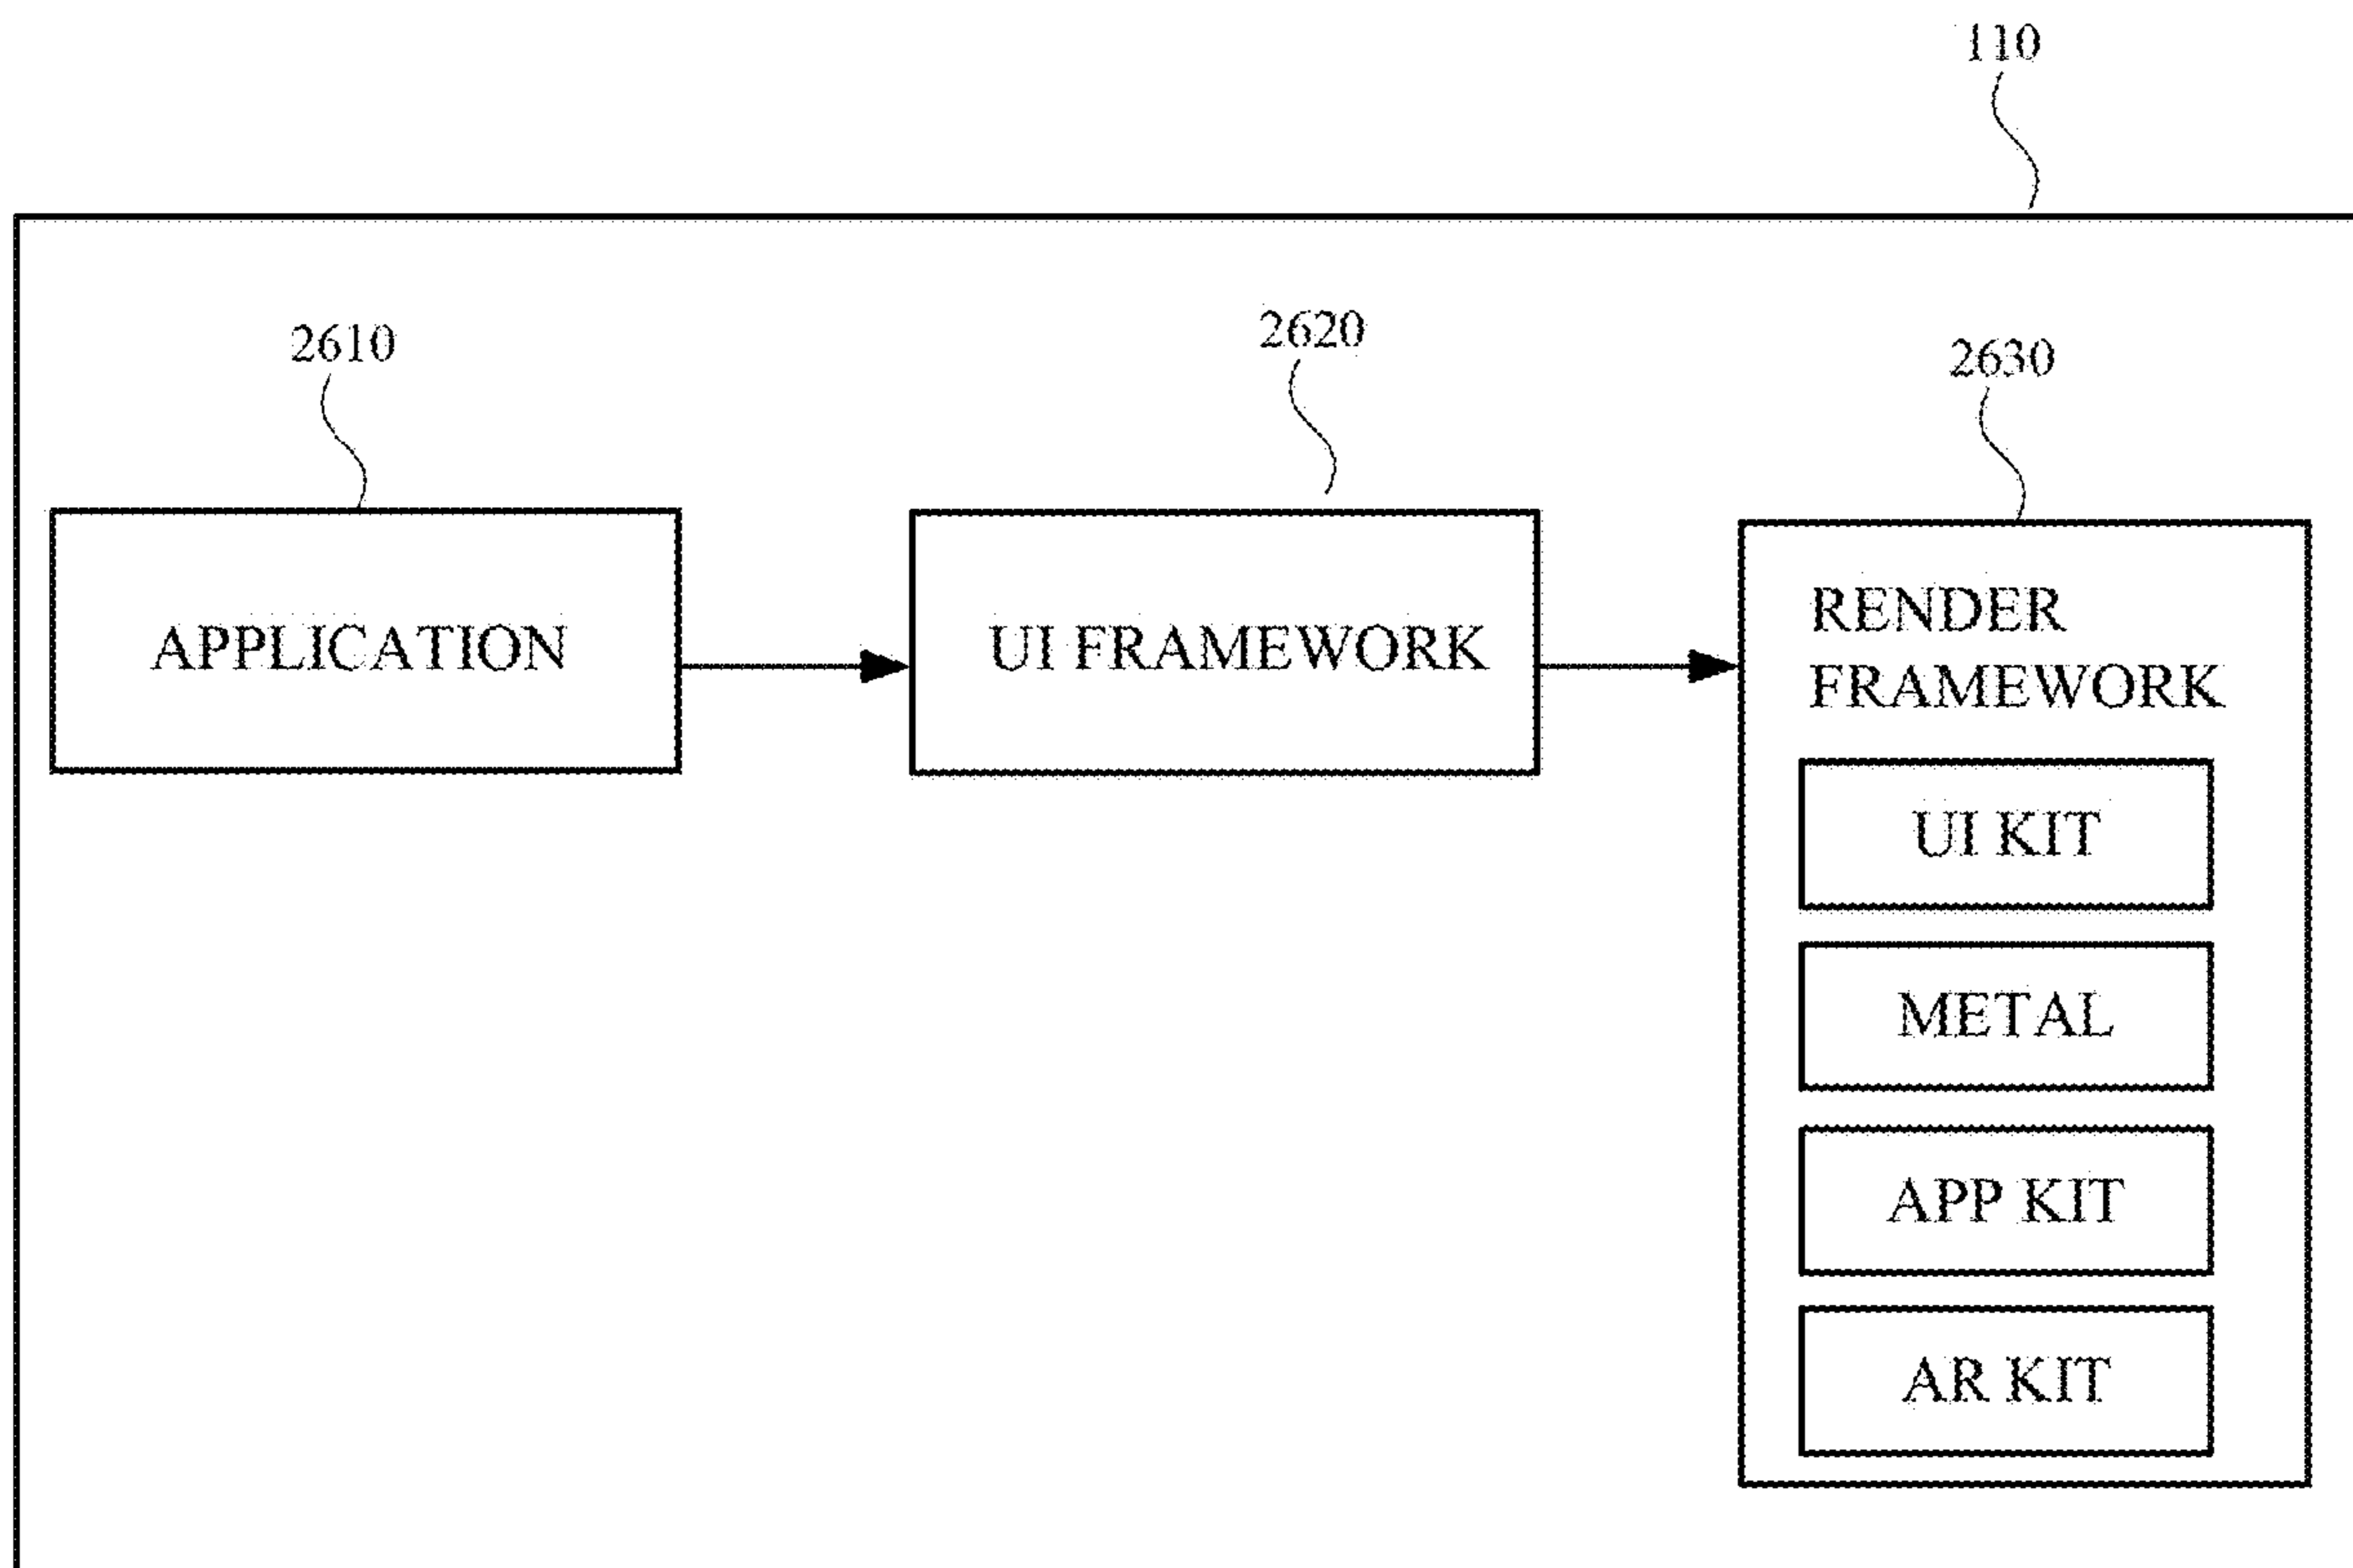 110
2610
2620
2630
APPLICATION
UI FRAMEWORK
RENDER
FRAMEWORK
UI KIT
METAL
APP KIT
AR KIT